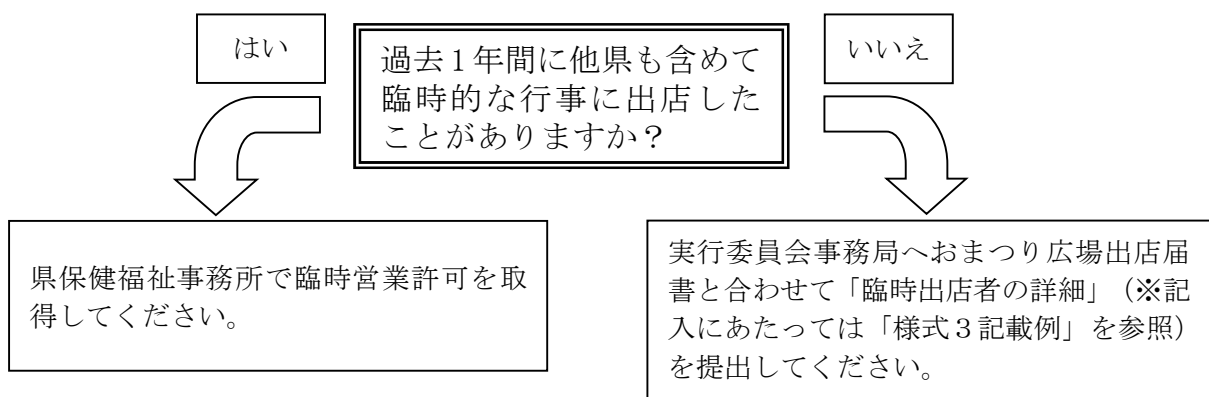 はい
過去１年間に他県も含めて
臨時的な行事に出店した
ことがありますか？
いいえ
県保健福祉事務所で臨時営業許可を取
得してください。
実行委員会事務局へおまつり広場出店届
書と合わせて「臨時出店者の詳細」（※記
入にあたっては「様式３記載例」を参照）
を提出してください。